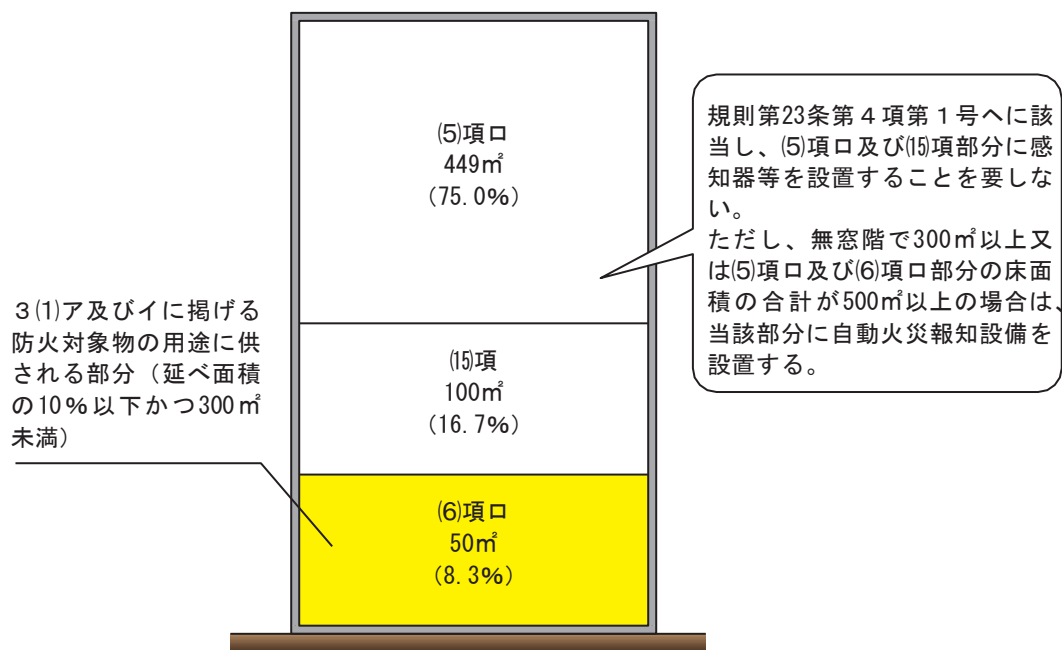 ⑸項ロ
449㎡
（75.0％）
規則第23条第４項第１号ヘに該
当し、⑸項ロ及び⒂項部分に感
知器等を設置することを要しな
い。
ただし、無窓階で300㎡以上又
は⑸項ロ及び⑹項ロ部分の床面
積の合計が500㎡以上の場合は、
当該部分に自動火災報知設備を
設置する。
３⑴ア及びイに掲げる
防火対象物の用途に供
される部分（延べ面積
の10％以下かつ300㎡
未満）
⒂項
100㎡
（16.7％）
⑹項ロ
50㎡
（8.3％）